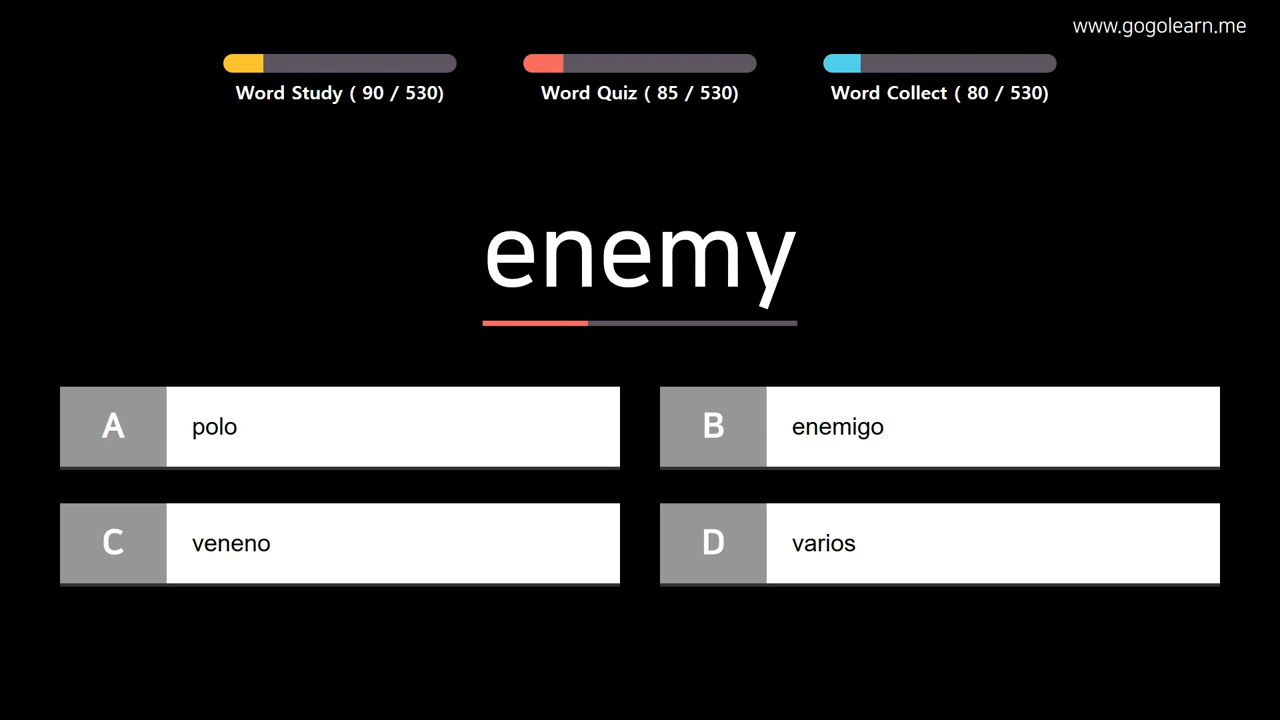 www.gogolearn.me
Word Study ( 90 / 530)
Word Quiz ( 85 / 530)
Word Collect ( 80 / 530)
enemy
A polo
B enemigo
C veneno
D varios